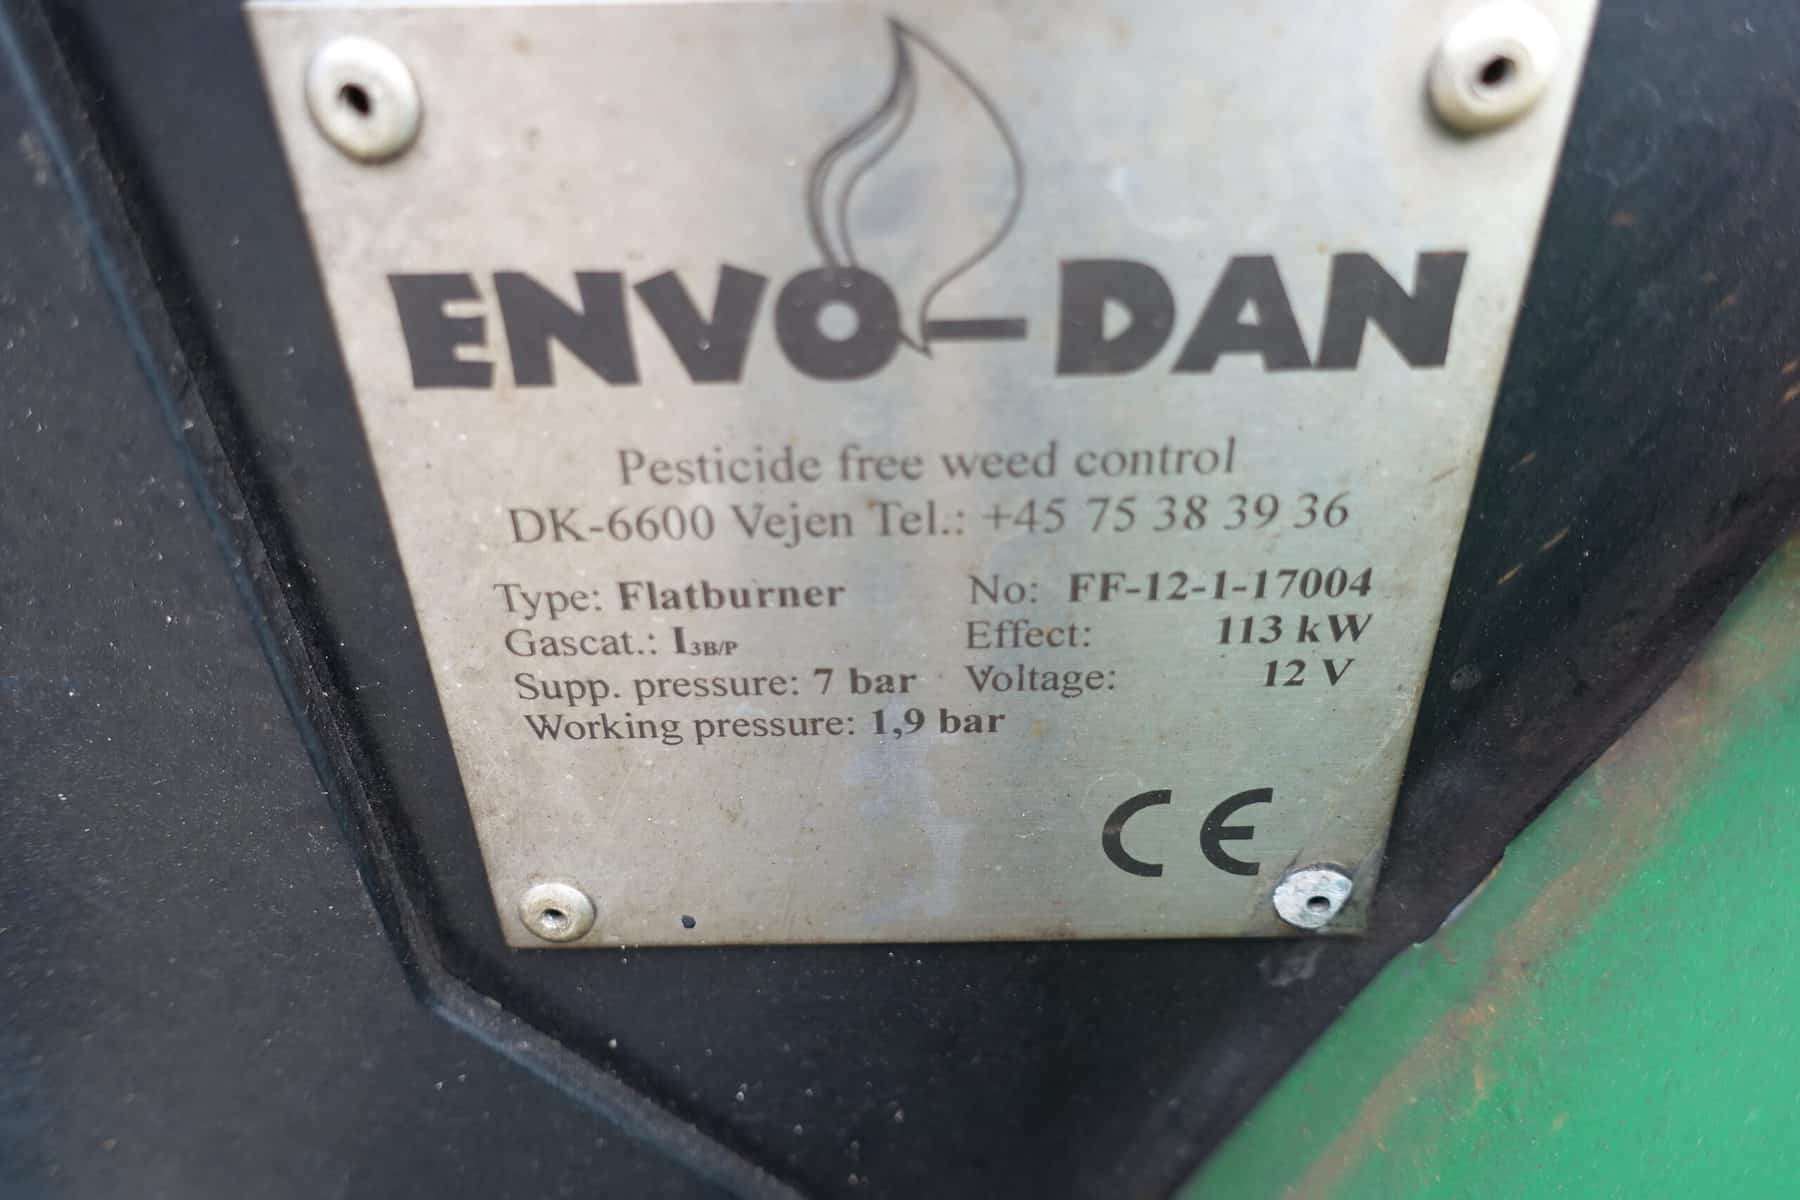 ENVO-DAN
Pesticide free weed control
DK-6600 Vejen Tel.: +45 75 38 39 36
Type: Flatburner No: FF-12-1-17004
Gascat.: I3B/P Effect: 113 kW
Supp. pressure: 7 bar Voltage: 12 V
Working pressure: 1,9 bar
CE